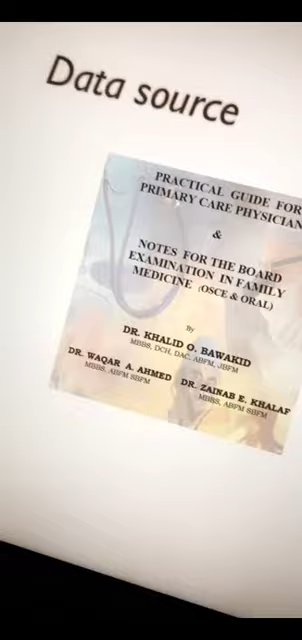 Data source
PRACTICAL GUIDE FOR
PRIMARY CARE PHYSICIAN
&
NOTES FOR THE BOARD
EXAMINATION IN FAMILY
MEDICINE (OSCE & ORAL)
By
DR. KHALID O. BAWAKID
MBBS, DCH, DAC, ABFM, JBFM
DR. WAQAR A. AHMED
MBBS, ABFM SBFM
DR. ZAINAB E. KHALAF
MBBS, ABFM SBFM